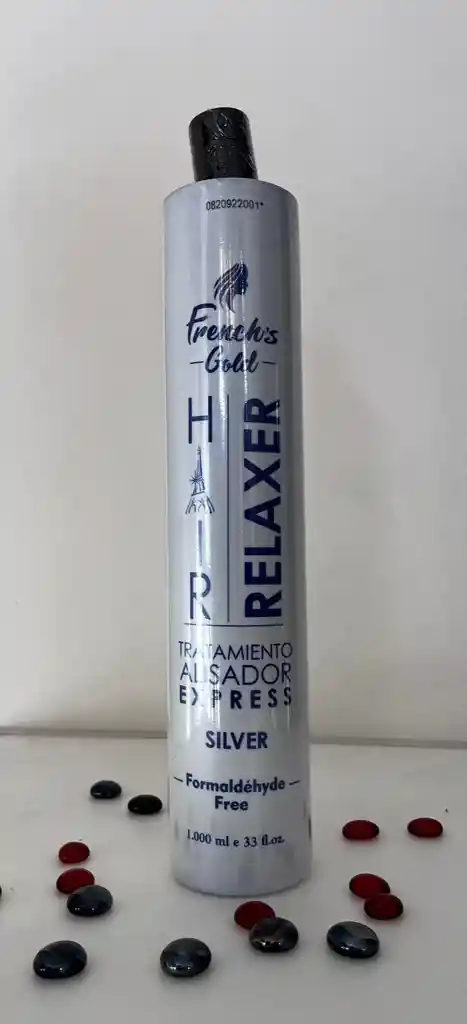 0820922001*
French's
—Gold—
HAIR
RELAXER
TRATAMIENTO
ALISADOR
EXPRESS
SILVER
—Formaldéhyde—
Free
1.000 ml e 33 fl.oz.